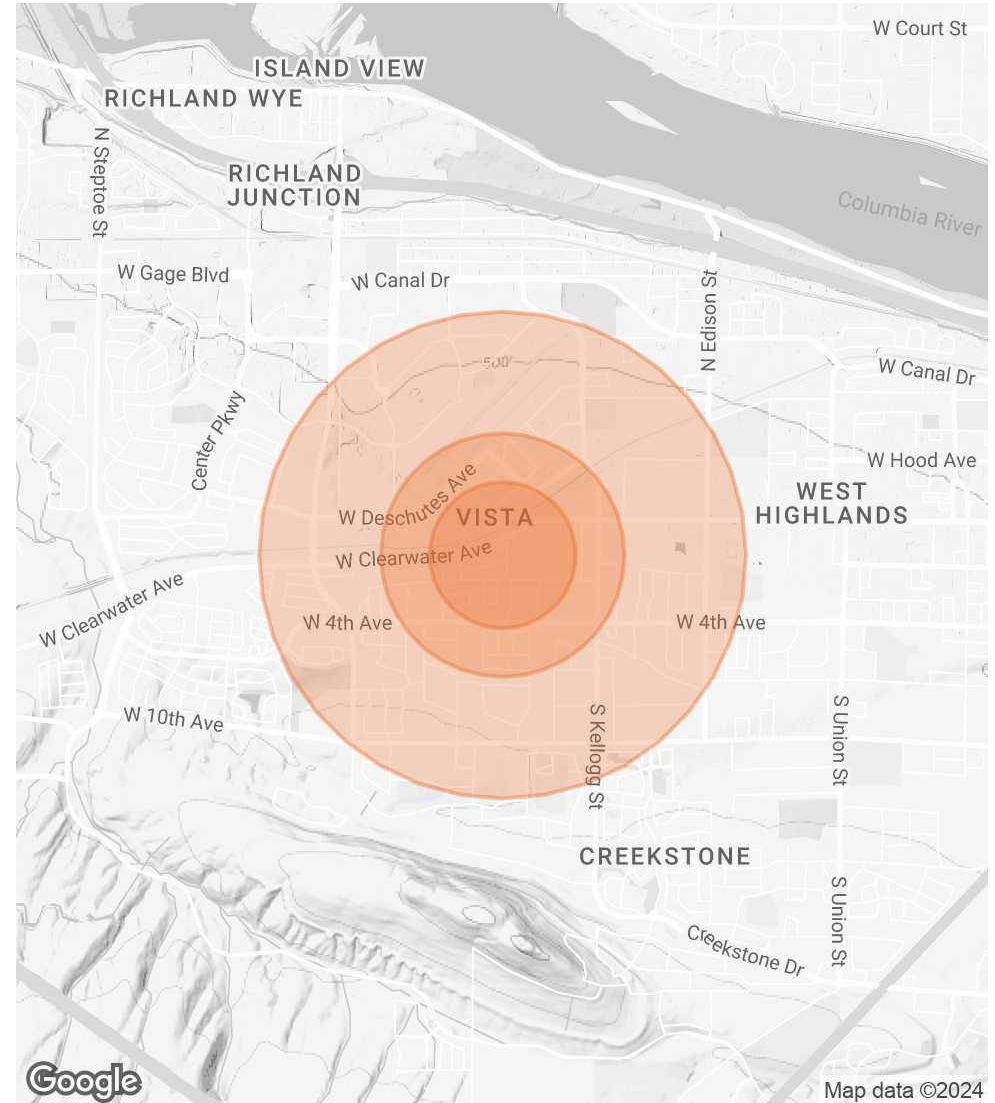 W Court St
ISLAND VIEW
RICHLAND WYE
N Steptoe St
RICHLAND
JUNCTION
Columbia River
W Gage Blvd
W Canal Dr
N Edison St
500'
W Canal Dr
Center Pkwy
W Hood Ave
W Deschutes Ave
VISTA
WEST
HIGHLANDS
W Clearwater Ave
W Clearwater Ave
W 4th Ave
W 4th Ave
W 10th Ave
S Kellogg St
S Union St
CREEKSTONE
S Union St
Creekstone Dr
Google
Map data ©2024